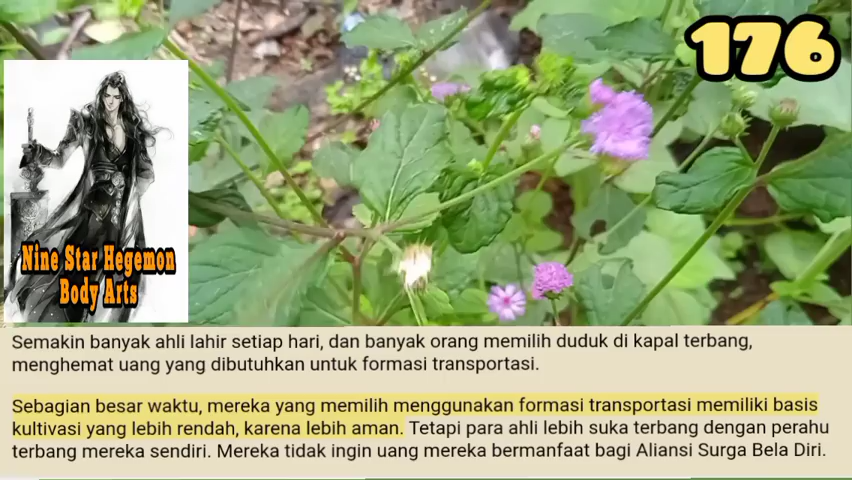 176
Nine Star Hegemon
Body Arts
Semakin banyak ahli lahir setiap hari, dan banyak orang memilih duduk di kapal terbang,
menghemat uang yang dibutuhkan untuk formasi transportasi.
Sebagian besar waktu, mereka yang memilih menggunakan formasi transportasi memiliki basis
kultivasi yang lebih rendah, karena lebih aman. Tetapi para ahli lebih suka terbang dengan perahu
terbang mereka sendiri. Mereka tidak ingin uang mereka bermanfaat bagi Aliansi Surga Bela Diri.